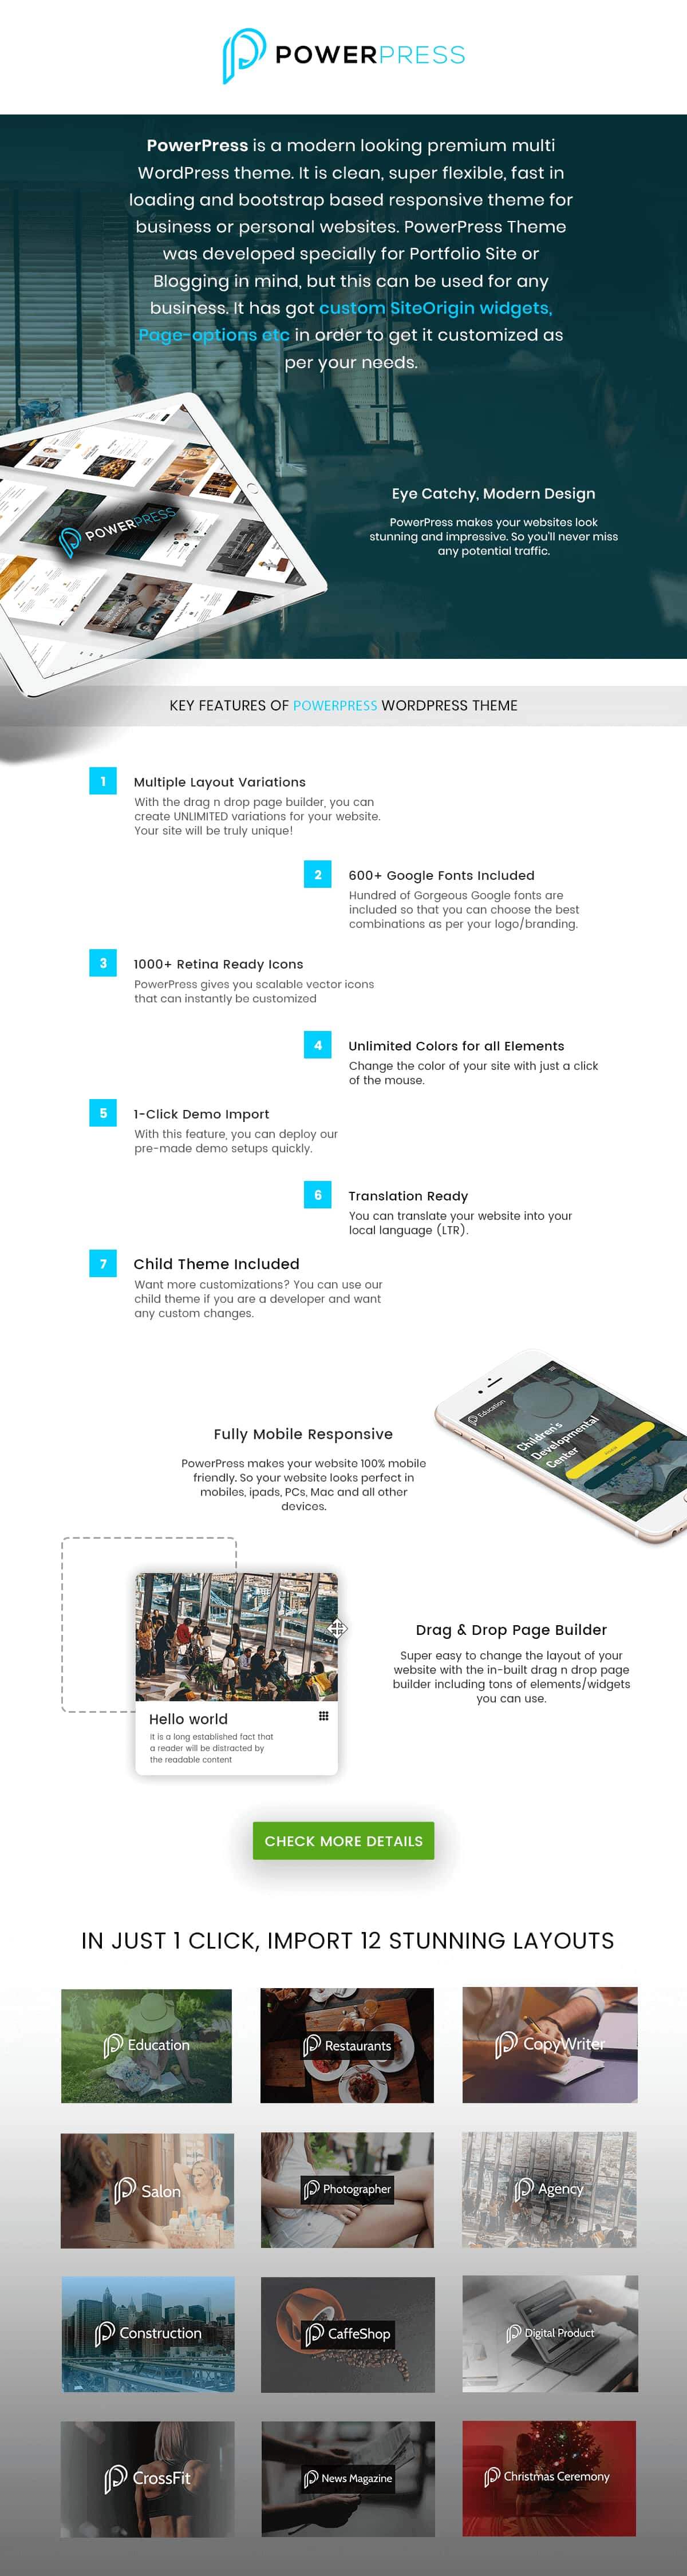 POWERPRESS
PowerPress is a modern looking premium multi
WordPress theme. It is clean, super flexible, fast in
loading and bootstrap based responsive theme for
business or personal websites. PowerPress Theme
was developed specially for Portfolio Site or
Blogging in mind, but this can be used for any
business. It has got custom SiteOrigin widgets,
Page-options etc in order to get it customized as
per your needs.
POWERPRESS
Eye Catchy, Modern Design
PowerPress makes your websites look
stunning and impressive. So you'll never miss
any potential traffic.
KEY FEATURES OF POWERPRESS WORDPRESS THEME
1
Multiple Layout Variations
With the drag n drop page builder, you can
create UNLIMITED variations for your website.
Your site will be truly unique!
2
600+ Google Fonts Included
Hundred of Gorgeous Google fonts are
included so that you can choose the best
combinations as per your logo/branding.
3
1000+ Retina Ready Icons
PowerPress gives you scalable vector icons
that can instantly be customized
4
Unlimited Colors for all Elements
Change the color of your site with just a click
of the mouse.
5
1-Click Demo Import
With this feature, you can deploy our
pre-made demo setups quickly.
6
Translation Ready
You can translate your website into your
local language (LTR).
7
Child Theme Included
Want more customizations? You can use our
child theme if you are a developer and want
any custom changes.
Education
Children's
Developmental
Center
Fully Mobile Responsive
PowerPress makes your website 100% mobile
friendly. So your website looks perfect in
mobiles, ipads, PCs, Mac and all other
devices.
Drag & Drop Page Builder
Super easy to change the layout of your
website with the in-built drag n drop page
builder including tons of elements/widgets
you can use.
Hello world
it is a long established fact that
a reader will be distracted by
the readable content
CHECK MORE DETAILS
IN JUST 1 CLICK, IMPORT 12 STUNNING LAYOUTS
Education
Restaurants
CopyWriter
Salon
Photographer
Agency
Construction
CaffeShop
Digital Product
CrossFit
News Magazine
Christmas Ceremony